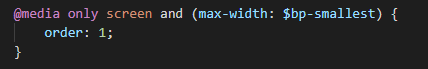 @media only screen and (max-width: $bp-smallest) {
    order: 1;
}